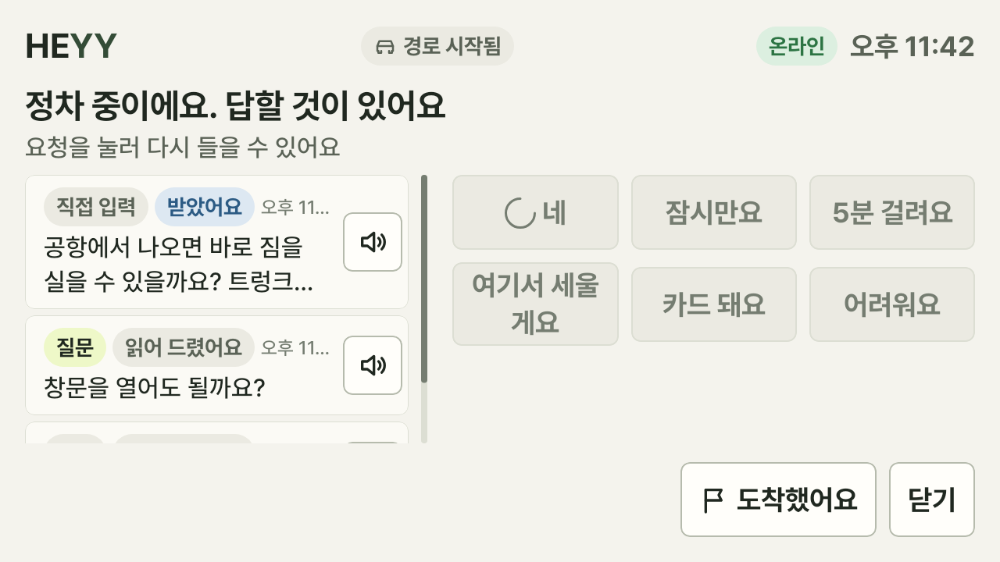 HEYY
경로 시작됨
온라인
오후 11:42
정차 중이에요. 답할 것이 있어요
요청을 눌러 다시 들을 수 있어요
직접 입력 받았어요 오후 11...
공항에서 나오면 바로 짐을
실을 수 있을까요? 트렁크...
질문 읽어 드렸어요 오후 11...
창문을 열어도 될까요?
네
잠시만요
5분 걸려요
여기서 세울
게요
카드 돼요
어려워요
도착했어요
닫기